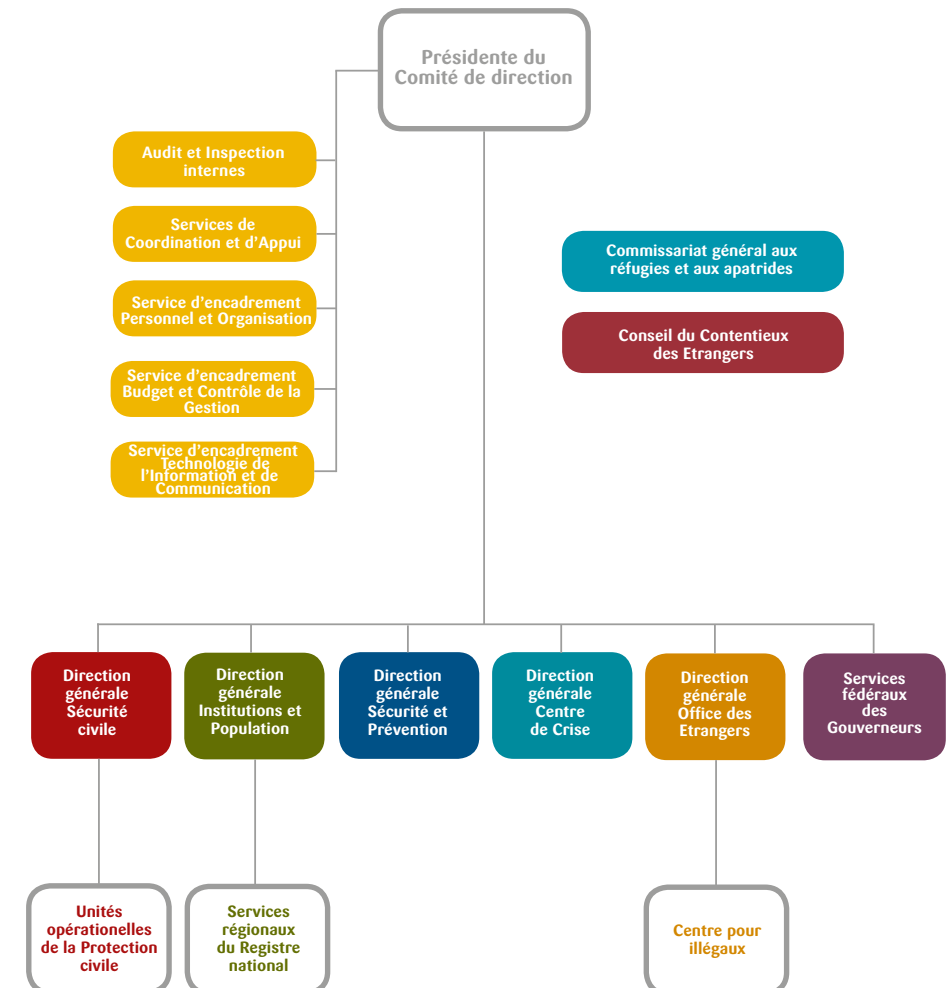 Présidente du
Comité de direction
Audit et Inspection
internes
Services de
Coordination et d'Appui
Service d'encadrement
Personnel et Organisation
Service d'encadrement
Budget et Contrôle de la
Gestion
Service d'encadrement
Technologie de
l'Information et de
Communication
Commissariat général aux
réfugies et aux apatrides
Conseil du Contentieux
des Etrangers
Direction
générale
Sécurité
civile
Direction
générale
Institutions et
Population
Direction
générale
Sécurité et
Prévention
Direction
générale
Centre
de Crise
Direction
générale
Office des
Etrangers
Services
fédéraux
des
Gouverneurs
Unités
opérationelles
de la Protection
civile
Services
régionaux
du Registre
national
Centre pour
illégaux